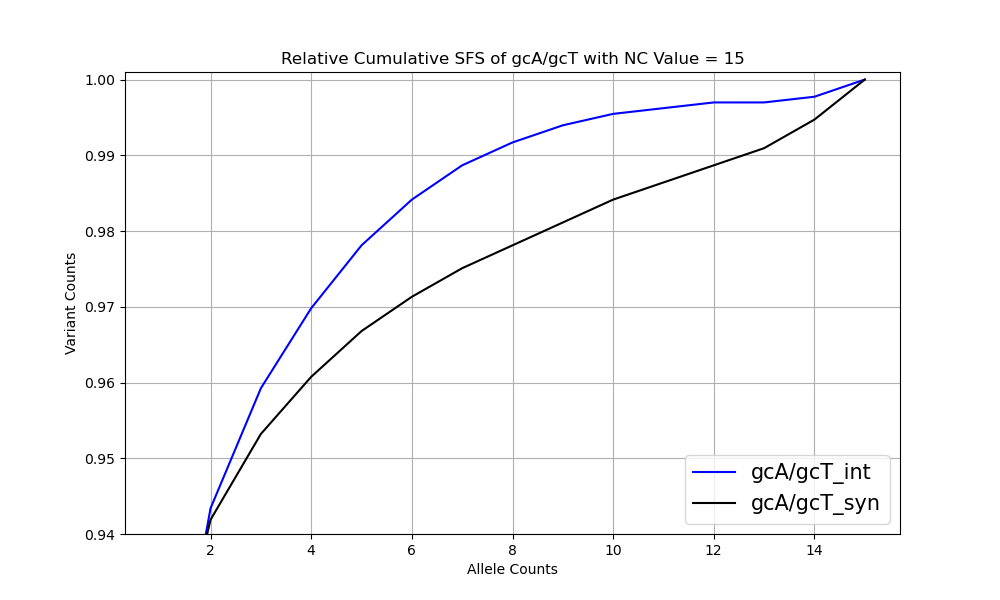 Relative Cumulative SFS of gcA/gcT with NC Value = 15
1.00
0.99
0.98
0.97
0.96
0.95
0.94
Variant Counts
gcA/gcT_int
gcA/gcT_syn
2 4 6 8 10 12 14
Allele Counts